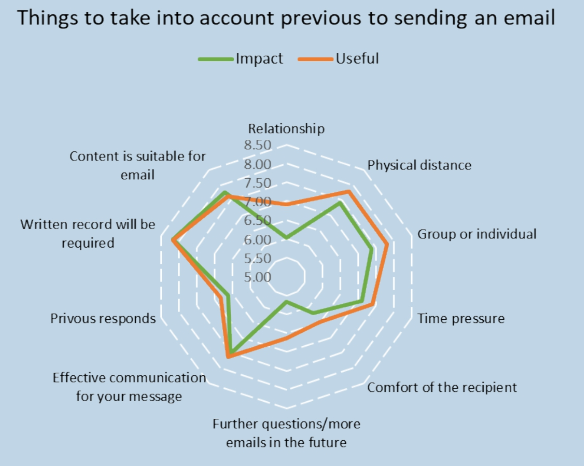 Things to take into account previous to sending an email
Impact Useful
Relationship
8.50
8.00
7.50
7.00
6.50
6.00
5.50
5.00
Physical distance
Group or individual
Time pressure
Comfort of the recipient
Further questions/more
emails in the future
Effective communication
for your message
Privous responds
Written record will be
required
Content is suitable for
email